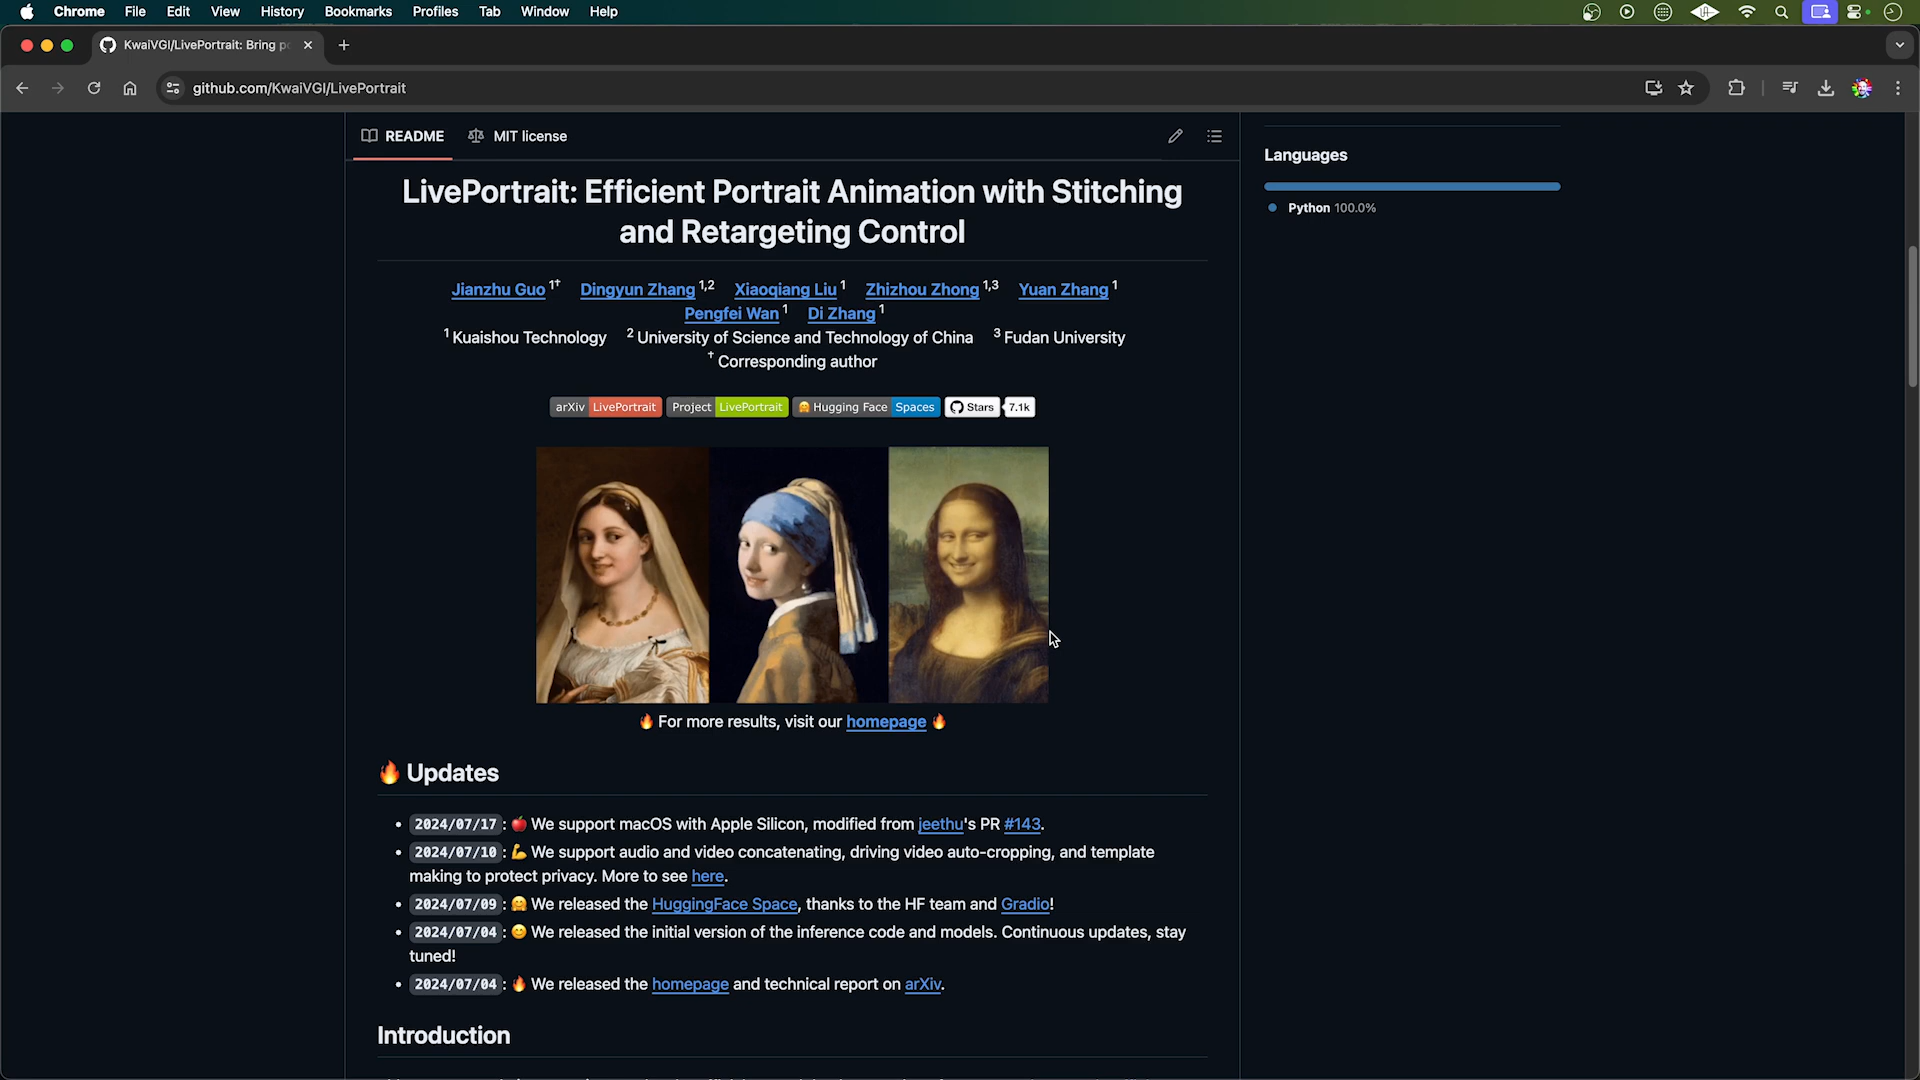 Chrome File Edit View History Bookmarks Profiles Tab Window Help
KwaiVGI/LivePortrait: Bring
github.com/KwaiVGI/LivePortrait
README MIT license
Languages
Python 100.0%
LivePortrait: Efficient Portrait Animation with Stitching
and Retargeting Control
Jianzhu Guo 1† Dingyun Zhang 1,2 Xiaoqiang Liu 1 Zhizhou Zhong 1,3 Yuan Zhang 1
Pengfei Wan 1 Di Zhang 1
1 Kuaishou Technology 2 University of Science and Technology of China 3 Fudan University
† Corresponding author
arXiv LivePortrait Project LivePortrait 🤗 Hugging Face Spaces Stars 7.1k
🔥 For more results, visit our homepage 🔥
🔥 Updates
• 2024/07/17: 🍎 We support macOS with Apple Silicon, modified from jeethu's PR #143.
• 2024/07/10: 💪 We support audio and video concatenating, driving video auto-cropping, and template
making to protect privacy. More to see here.
• 2024/07/09: 🤗 We released the HuggingFace Space, thanks to the HF team and Gradio!
• 2024/07/04: 😊 We released the initial version of the inference code and models. Continuous updates, stay
tuned!
• 2024/07/04: 🔥 We released the homepage and technical report on arXiv.
Introduction